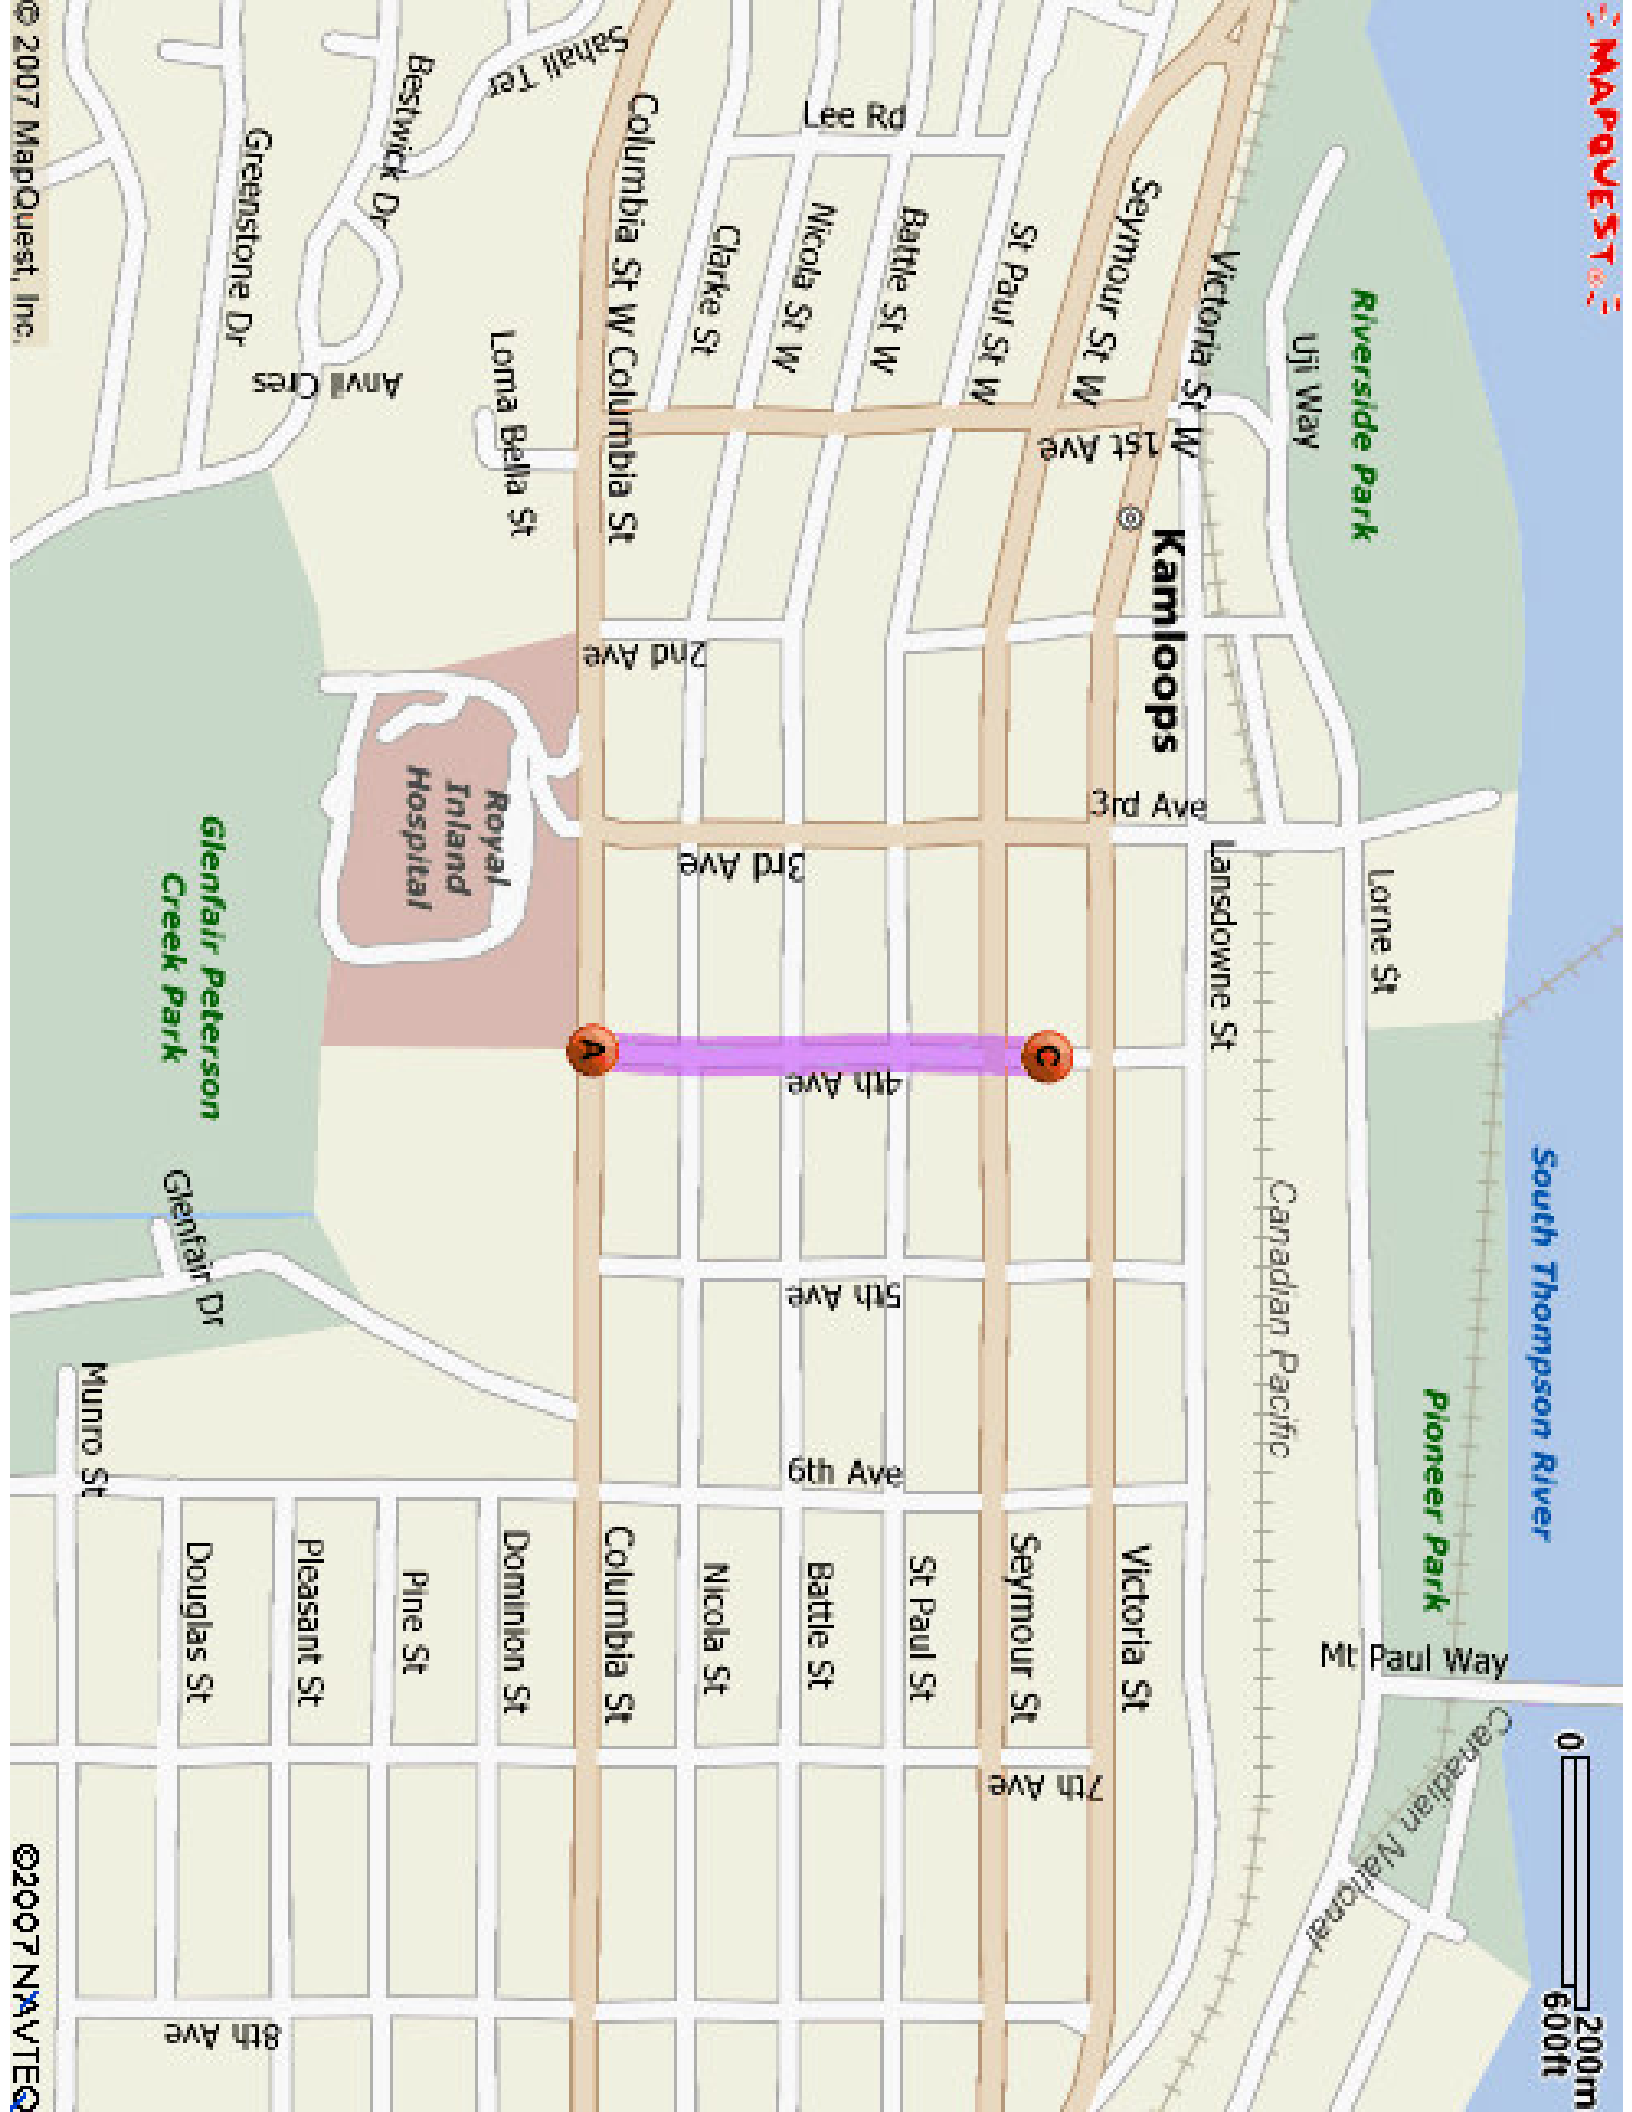 MAPQUEST®
0
200m
600ft
Riverside Park
South Thompson River
Pioneer Park
Mt Paul Way
Canadian National
Canadian Pacific
Uji Way
Lorne St
Lansdowne St
Victoria St W
Kamloops
Victoria St
Seymour St W
Seymour St
St Paul St W
St Paul St
Battle St W
Battle St
Nicola St W
Nicola St
Clarke St
Lee Rd
Columbia St W
Columbia St
Columbia St
1st Ave
2nd Ave
3rd Ave
3rd Ave
4th Ave
5th Ave
6th Ave
7th Ave
8th Ave
A
C
Sahali Ter
Bestwick Dr
Greenstone Dr
Anvil Cres
Loma Bella St
Royal
Inland
Hospital
Glenfair Peterson
Creek Park
Glenfair Dr
Dominion St
Pine St
Pleasant St
Douglas St
Munro St
© 2007 MapQuest, Inc.
©2007 NAVTEQ